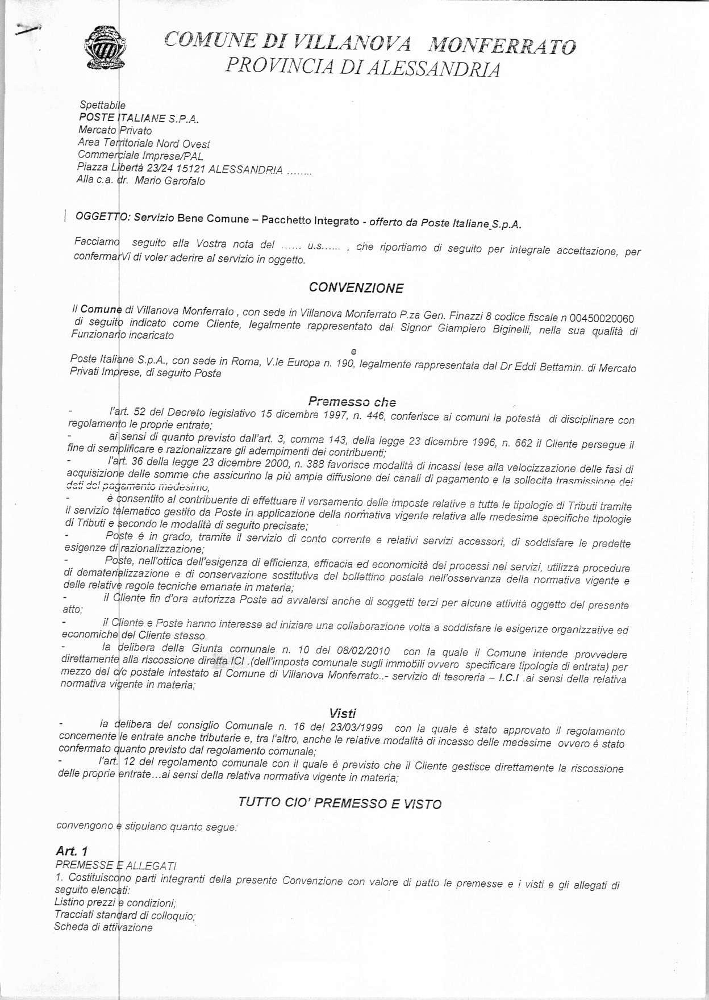 COMUNE DI VILLANOVA MONFERRATO
PROVINCIA DI ALESSANDRIA
Spettabile
POSTE ITALIANE S.P.A.
Mercato Privato
Area Territoriale Nord Ovest
Commerciale Imprese/PAL
Piazza Libertà 23/24 15121 ALESSANDRIA ........
Alla c.a. dr. Mario Garofalo
OGGETTO: Servizio Bene Comune – Pacchetto Integrato - offerto da Poste Italiane S.p.A.
Facciamo seguito alla Vostra nota del ...... u.s...... , che riportiamo di seguito per integrale accettazione, per
confermarVi di voler aderire al servizio in oggetto.
CONVENZIONE
Il Comune di Villanova Monferrato , con sede in Villanova Monferrato P.za Gen. Finazzi 8 codice fiscale n 00450020060
di seguito indicato come Cliente, legalmente rappresentato dal Signor Giampiero Biginelli, nella sua qualità di
Funzionario incaricato
e
Poste Italiane S.p.A., con sede in Roma, V.le Europa n. 190, legalmente rappresentata dal Dr Eddi Bettamin. di Mercato
Privati Imprese, di seguito Poste
Premesso che
- l'art. 52 del Decreto legislativo 15 dicembre 1997, n. 446, conferisce ai comuni la potestà di disciplinare con
regolamento le proprie entrate;
- ai sensi di quanto previsto dall'art. 3, comma 143, della legge 23 dicembre 1996, n. 662 il Cliente persegue il
fine di semplificare e razionalizzare gli adempimenti dei contribuenti;
- l'art. 36 della legge 23 dicembre 2000, n. 388 favorisce modalità di incassi tese alla velocizzazione delle fasi di
acquisizione delle somme che assicurino la più ampia diffusione dei canali di pagamento e la sollecita trasmissione dei
dati del pagamento medesimo;
- è consentito al contribuente di effettuare il versamento delle imposte relative a tutte le tipologie di Tributi tramite
il servizio telematico gestito da Poste in applicazione della normativa vigente relativa alle medesime specifiche tipologie
di Tributi e secondo le modalità di seguito precisate;
- Poste è in grado, tramite il servizio di conto corrente e relativi servizi accessori, di soddisfare le predette
esigenze di razionalizzazione;
- Poste, nell'ottica dell'esigenza di efficienza, efficacia ed economicità dei processi nei servizi, utilizza procedure
di dematerializzazione e di conservazione sostitutiva del bollettino postale nell'osservanza della normativa vigente e
delle relative regole tecniche emanate in materia;
- il Cliente fin d'ora autorizza Poste ad avvalersi anche di soggetti terzi per alcune attività oggetto del presente
atto;
- il Cliente e Poste hanno interesse ad iniziare una collaborazione volta a soddisfare le esigenze organizzative ed
economiche del Cliente stesso.
- la delibera della Giunta comunale n. 10 del 08/02/2010 con la quale il Comune intende provvedere
direttamente alla riscossione diretta ICI .(dell'imposta comunale sugli immobili ovvero specificare tipologia di entrata) per
mezzo del c/c postale intestato al Comune di Villanova Monferrato..- servizio di tesoreria – I.C.I .ai sensi della relativa
normativa vigente in materia;
Visti
- la delibera del consiglio Comunale n. 16 del 23/03/1999 con la quale è stato approvato il regolamento
concernente le entrate anche tributarie e, tra l'altro, anche le relative modalità di incasso delle medesime ovvero è stato
confermato quanto previsto dal regolamento comunale;
- l'art. 12 del regolamento comunale con il quale è previsto che il Cliente gestisce direttamente la riscossione
delle proprie entrate...ai sensi della relativa normativa vigente in materia;
TUTTO CIO' PREMESSO E VISTO
convengono e stipulano quanto segue:
Art. 1
PREMESSE E ALLEGATI
1. Costituiscono parti integranti della presente Convenzione con valore di patto le premesse e i visti e gli allegati di
seguito elencati:
Listino prezzi e condizioni;
Tracciati standard di colloquio;
Scheda di attivazione